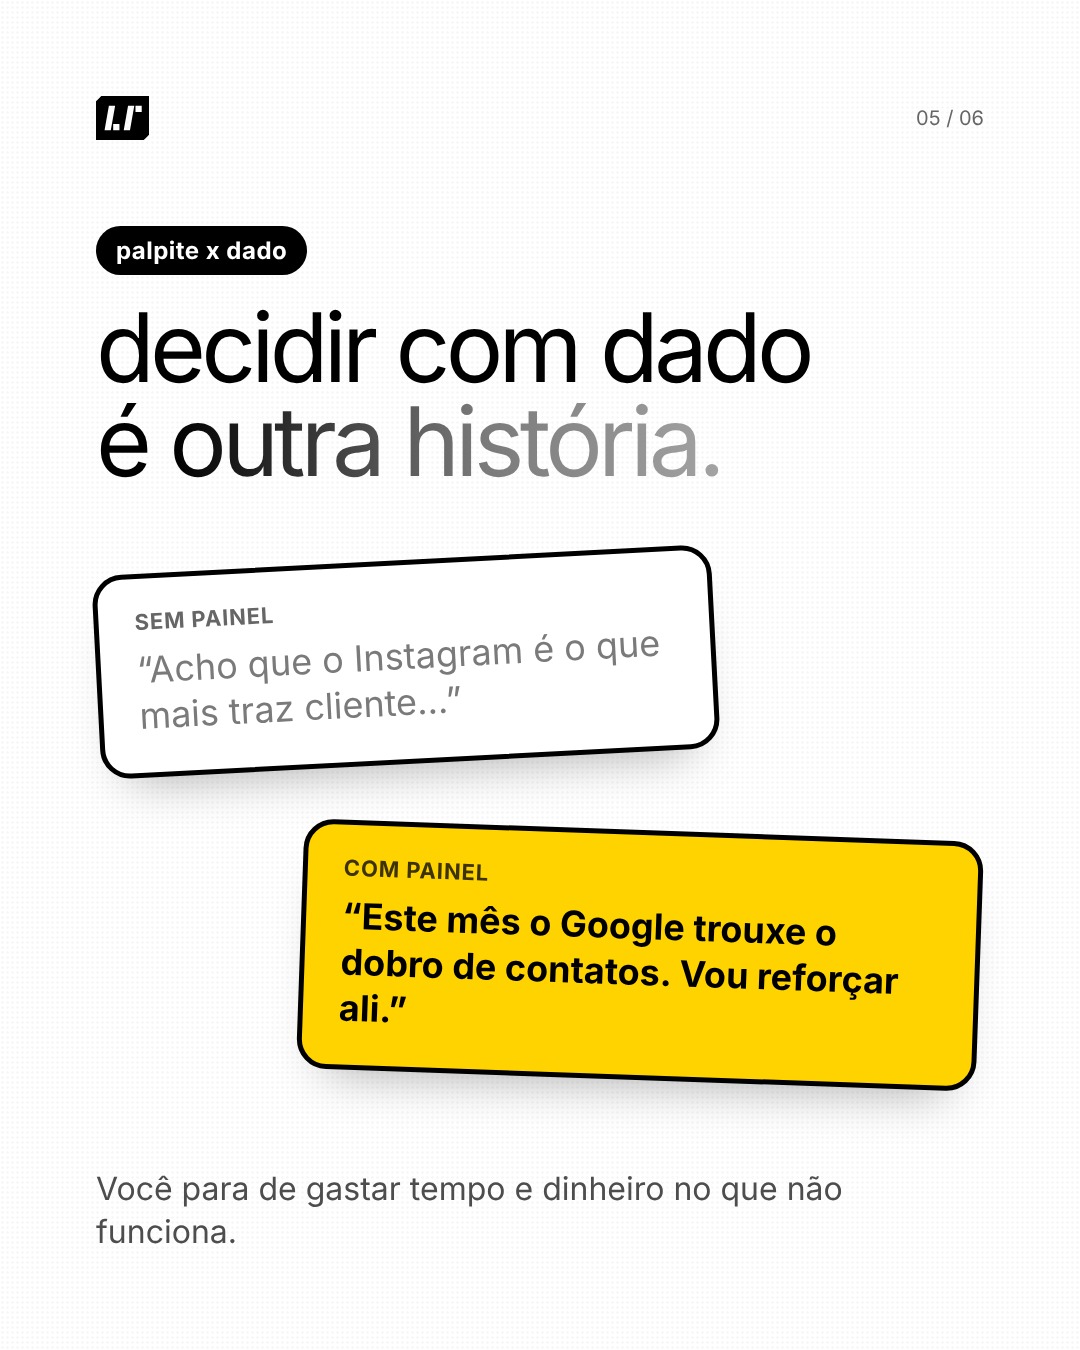 05 / 06
palpite x dado
decidir com dado
é outra história.
SEM PAINEL
“Acho que o Instagram é o que
mais traz cliente...”
COM PAINEL
“Este mês o Google trouxe o
dobro de contatos. Vou reforçar
ali.”
Você para de gastar tempo e dinheiro no que não
funciona.